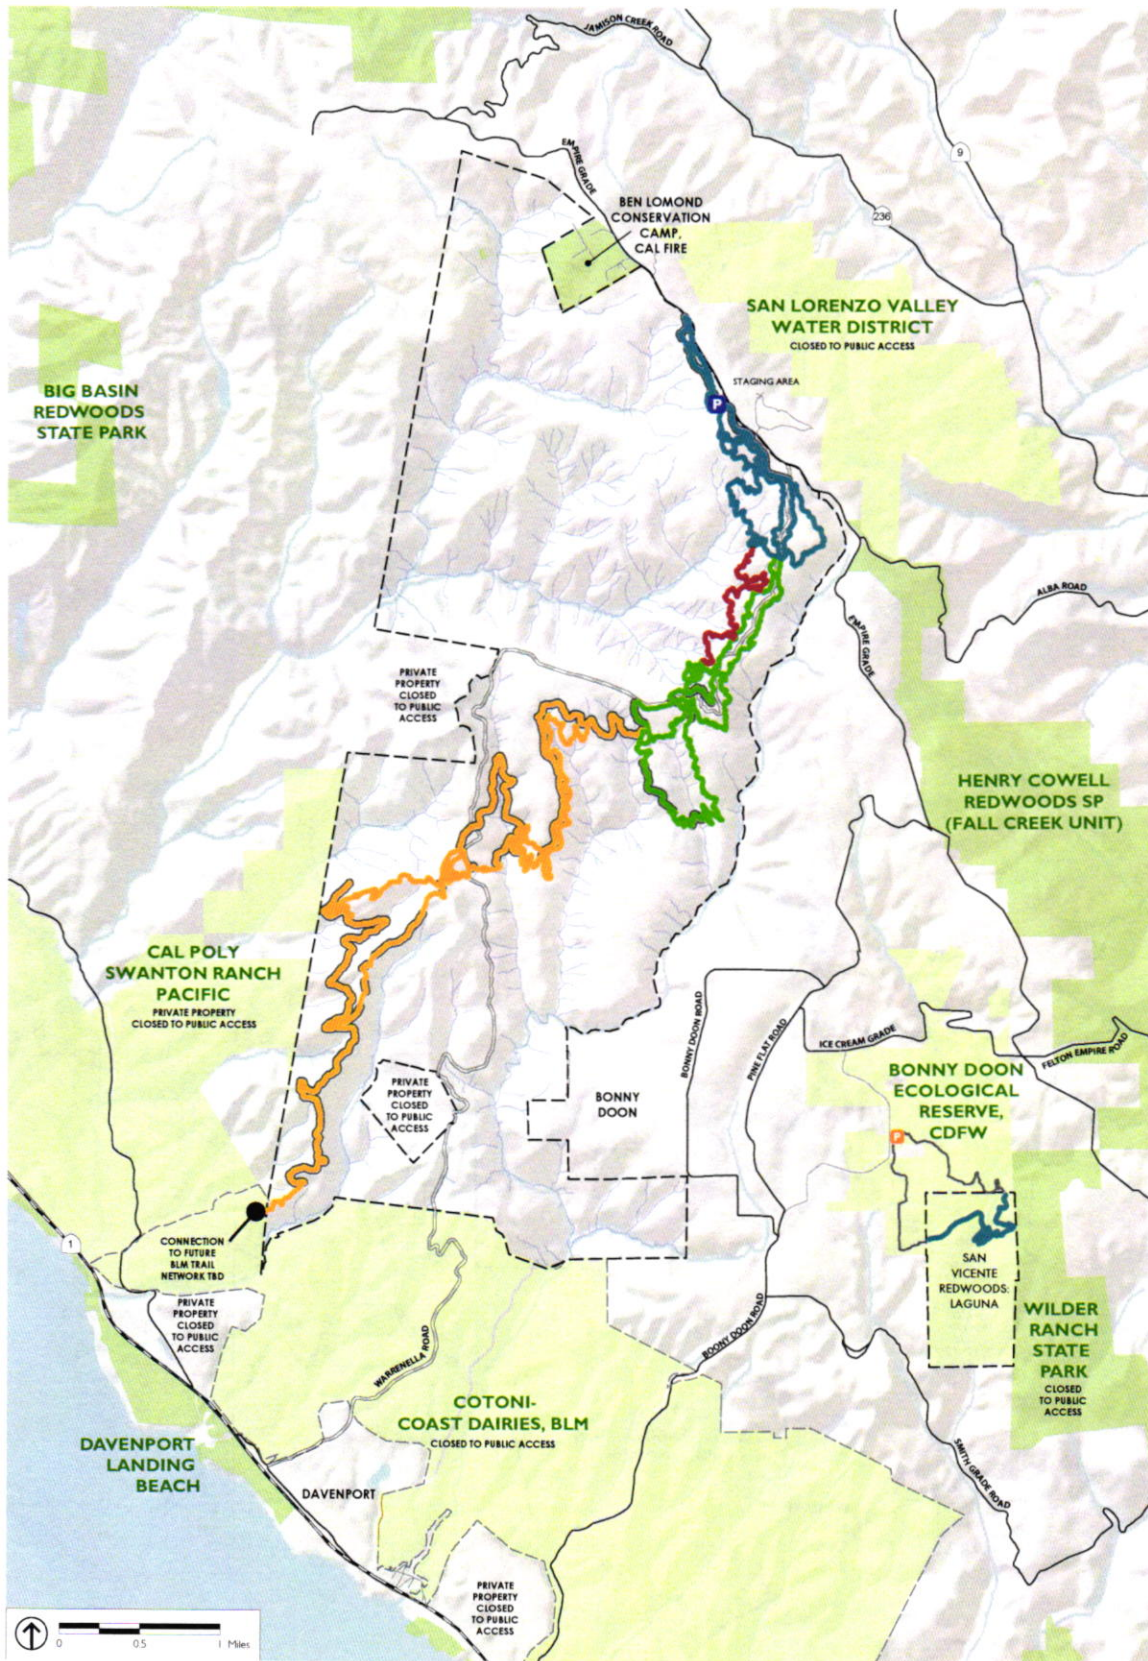 JAMISON CREEK ROAD
9
EMPIRE GRADE
236
BEN LOMOND
CONSERVATION
CAMP,
CAL FIRE
SAN LORENZO VALLEY
WATER DISTRICT
CLOSED TO PUBLIC ACCESS
STAGING AREA
P
BIG BASIN
REDWOODS
STATE PARK
ALBA ROAD
EMPIRE GRADE
PRIVATE
PROPERTY
CLOSED
TO PUBLIC
ACCESS
HENRY COWELL
REDWOODS SP
(FALL CREEK UNIT)
CAL POLY
SWANTON RANCH
PACIFIC
PRIVATE PROPERTY
CLOSED TO PUBLIC ACCESS
BONNY DOON ROAD
PINE FLAT ROAD
ICE CREAM GRADE
FELTON EMPIRE ROAD
PRIVATE
PROPERTY
CLOSED
TO PUBLIC
ACCESS
BONNY
DOON
BONNY DOON
ECOLOGICAL
RESERVE,
CDFW
P
CONNECTION
TO FUTURE
BLM TRAIL
NETWORK TBD
1
SAN
VICENTE
REDWOODS:
LAGUNA
PRIVATE
PROPERTY
CLOSED
TO PUBLIC
ACCESS
WILDER
RANCH
STATE
PARK
CLOSED
TO PUBLIC
ACCESS
WARRENELLA ROAD
BOONY DOON ROAD
COTONI-
COAST DAIRIES, BLM
CLOSED TO PUBLIC ACCESS
DAVENPORT
LANDING
BEACH
SMITH GRADE ROAD
DAVENPORT
PRIVATE
PROPERTY
CLOSED
TO PUBLIC
ACCESS
0 0.5 1 Miles